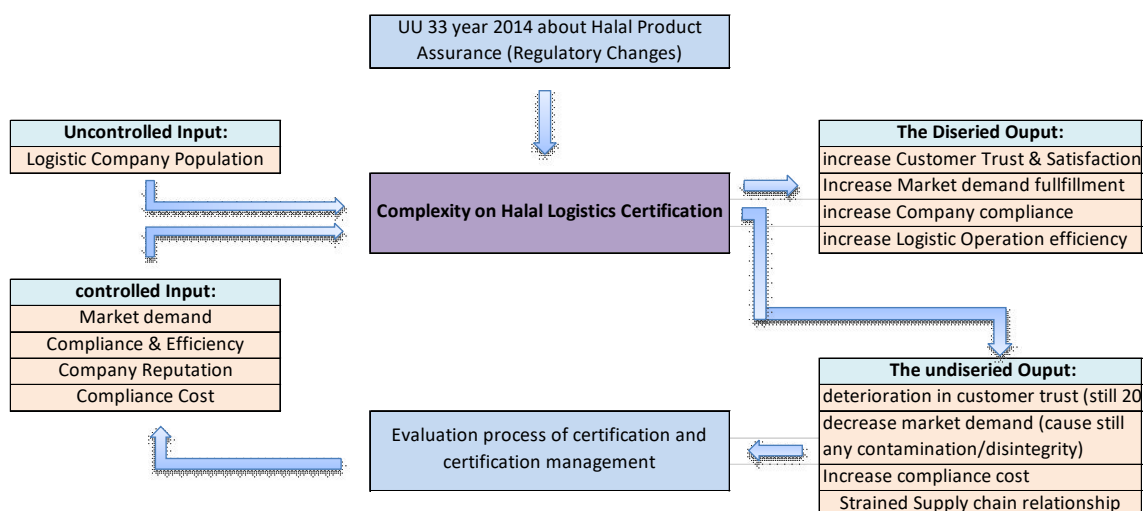 UU 33 year 2014 about Halal Product
Assurance (Regulatory Changes)
Uncontrolled Input:
Logistic Company Population
The Diseried Ouput:
increase Customer Trust & Satisfaction
Increase Market demand fullfillment
increase Company compliance
increase Logistic Operation efficiency
Complexity on Halal Logistics Certification
controlled Input:
Market demand
Compliance & Efficiency
Company Reputation
Compliance Cost
The undiseried Ouput:
deterioration in customer trust (still 20
decrease market demand (cause still
any contamination/disintegrity)
Increase compliance cost
Strained Supply chain relationship
Evaluation process of certification and
certification management